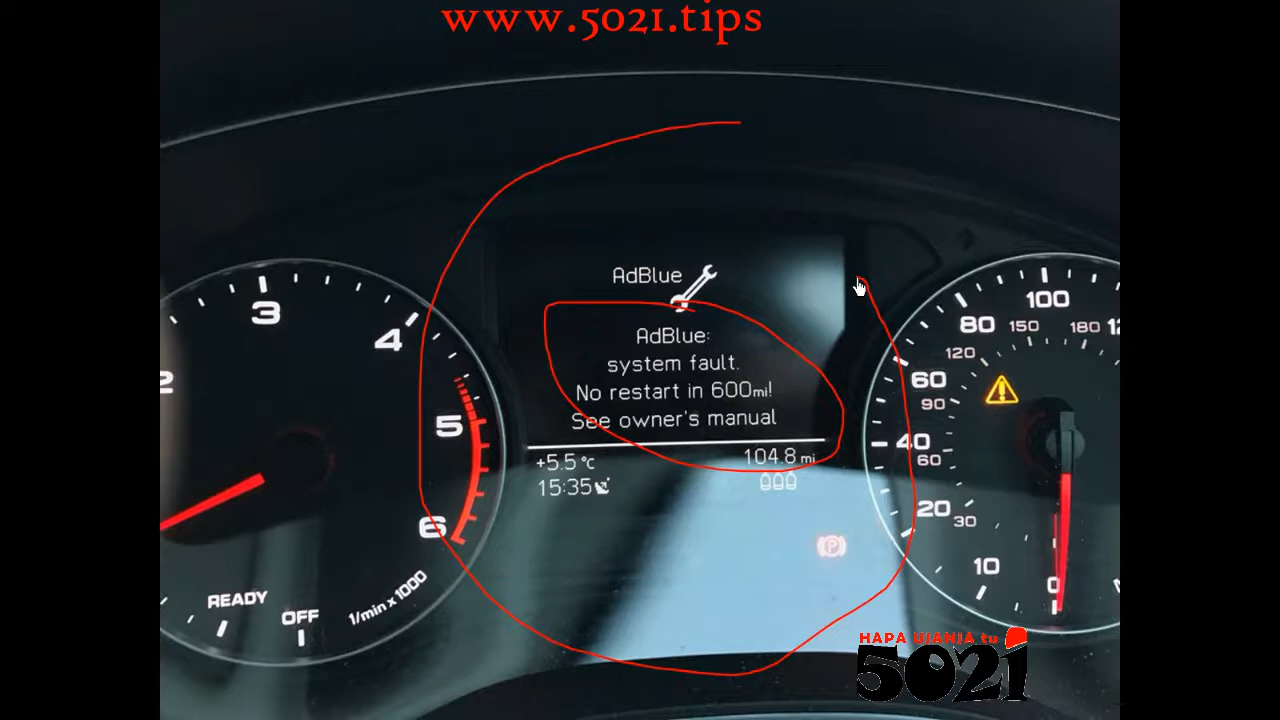 www.5021.tips
AdBlue
AdBlue:
system fault.
No restart in 600mi!
See owner's manual
+5.5°C
104.8 mi
15:35
2
3
4
5
6
READY
OFF
1/min x 1000
0
10
20
30
40
60
60
90
80
120
100
150
180
P
HAPA UJANJA tu
5021